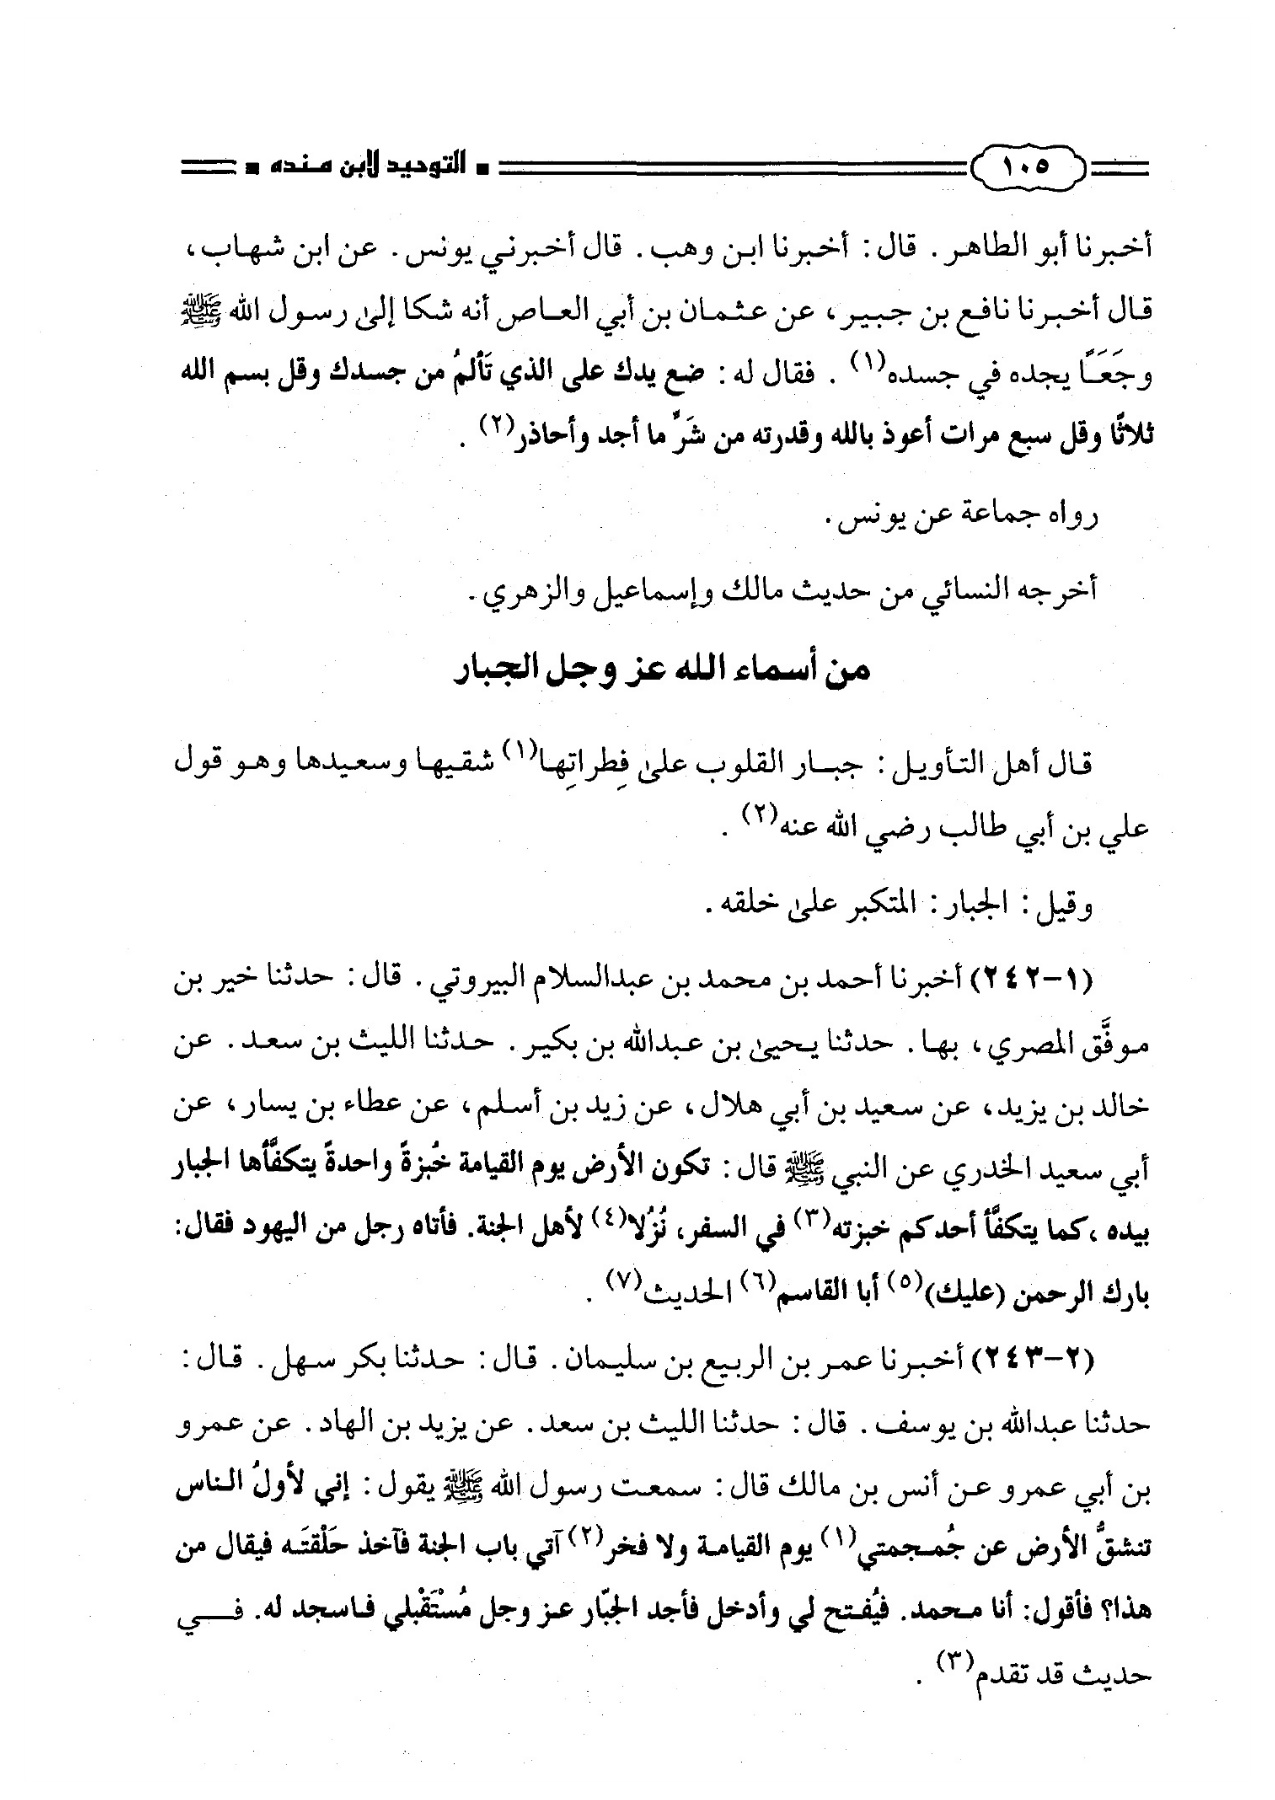 ١٠٥ ■ التوحيد لابن منده ■
أخبرنا أبو الطاهر. قال: أخبرنا ابن وهب. قال أخبرني يونس. عن ابن شهاب،
قال أخبرنا نافع بن جبير، عن عثمان بن أبي العاص أنه شكا إلى رسول الله ﷺ
وجَعَاً يجده في جسده(١) . فقال له: ضع يدك على الذي تَألمُ من جسدك وقل بسم الله
ثلاثًا وقل سبع مرات أعوذ بالله وقدرته من شَرِّ ما أجد وأحاذر(٢) .
رواه جماعة عن يونس.
أخرجه النسائي من حديث مالك وإسماعيل والزهري.
من أسماء الله عز وجل الجبار
قال أهل التأويل: جبار القلوب على فِطراتِها(١) شقيها وسعيدها وهو قول
علي بن أبي طالب رضي الله عنه(٢) .
وقيل: الجبار: المتكبر على خلقه.
(١-٢٤٢) أخبرنا أحمد بن محمد بن عبدالسلام البيروتي. قال: حدثنا خير بن
موفَّق المصري، بها. حدثنا يحيى بن عبدالله بن بكير. حدثنا الليث بن سعد. عن
خالد بن يزيد، عن سعيد بن أبي هلال، عن زيد بن أسلم، عن عطاء بن يسار، عن
أبي سعيد الخدري عن النبي ﷺ قال: تكون الأرض يوم القيامة خُبزةً واحدةً يتكفَّأها الجبار
بيده ،كما يتكفَّأ أحدكم خبزته(٣) في السفر، نُزُلا(٤) لأهل الجنة. فأتاه رجل من اليهود فقال:
بارك الرحمن (عليك)(٥) أبا القاسم(٦) الحديث(٧) .
(٢-٢٤٣) أخبرنا عمر بن الربيع بن سليمان. قال: حدثنا بكر سهل. قال:
حدثنا عبدالله بن يوسف. قال: حدثنا الليث بن سعد. عن يزيد بن الهاد. عن عمرو
بن أبي عمرو عن أنس بن مالك قال: سمعت رسول الله ﷺ يقول: إني لأولُ الناس
تنشقُّ الأرض عن جُمجمتي(١) يوم القيامة ولا فخر(٢) آتي باب الجنة فآخذ حَلْقتَه فيقال من
هذا؟ فأقول: أنا محمد. فيُفتح لي وأدخل فأجد الجبّار عز وجل مُسْتَقْبلي فاسجد له. في
حديث قد تقدم(٣) .